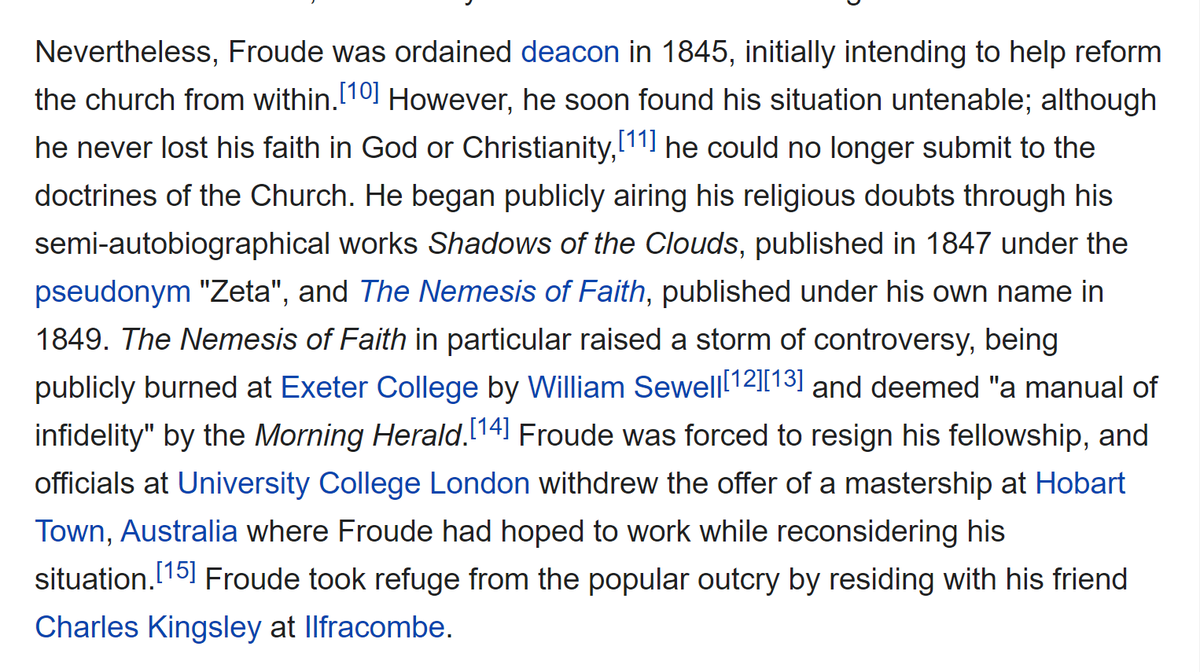 Nevertheless, Froude was ordained deacon in 1845, initially intending to help reform
the church from within.[10] However, he soon found his situation untenable; although
he never lost his faith in God or Christianity,[11] he could no longer submit to the
doctrines of the Church. He began publicly airing his religious doubts through his
semi-autobiographical works Shadows of the Clouds, published in 1847 under the
pseudonym "Zeta", and The Nemesis of Faith, published under his own name in
1849. The Nemesis of Faith in particular raised a storm of controversy, being
publicly burned at Exeter College by William Sewell[12][13] and deemed "a manual of
infidelity" by the Morning Herald.[14] Froude was forced to resign his fellowship, and
officials at University College London withdrew the offer of a mastership at Hobart
Town, Australia where Froude had hoped to work while reconsidering his
situation.[15] Froude took refuge from the popular outcry by residing with his friend
Charles Kingsley at Ilfracombe.